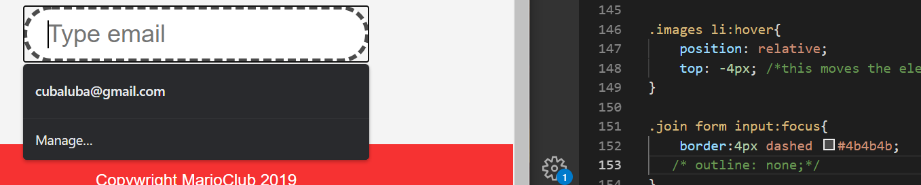 Type email
cubaluba@gmail.com
Manage...
Copywright MarioClub 2019
145
146 .images li:hover{
147 position: relative;
148 top: -4px; /*this moves the ele
149 }
150
151 .join form input:focus{
152 border:4px dashed #4b4b4b;
153 /* outline: none;*/
154 }
1